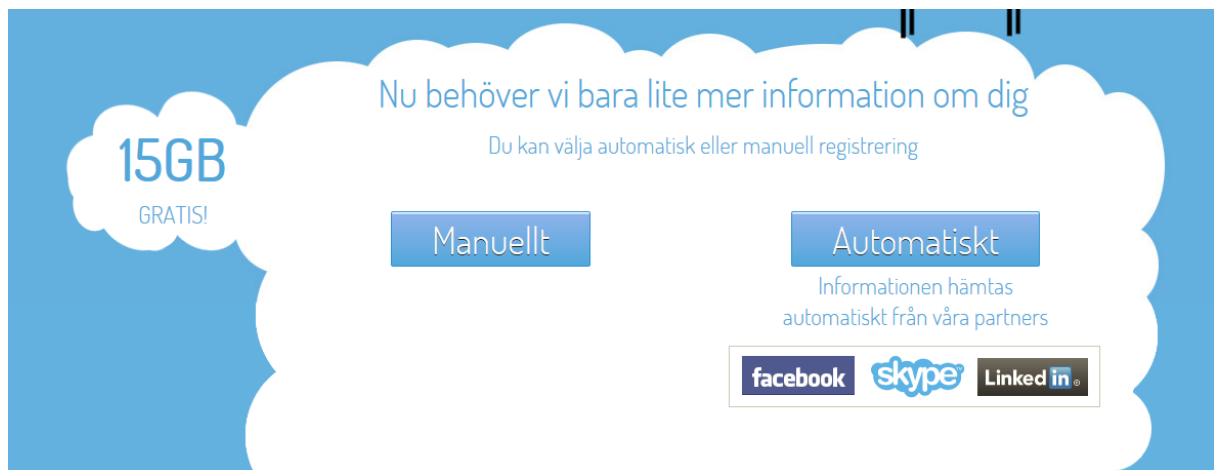 Nu behöver vi bara lite mer information om dig
Du kan välja automatisk eller manuell registrering
15GB
GRATIS!
Manuellt
Automatiskt
Informationen hämtas
automatiskt från våra partners
facebook skype Linked in